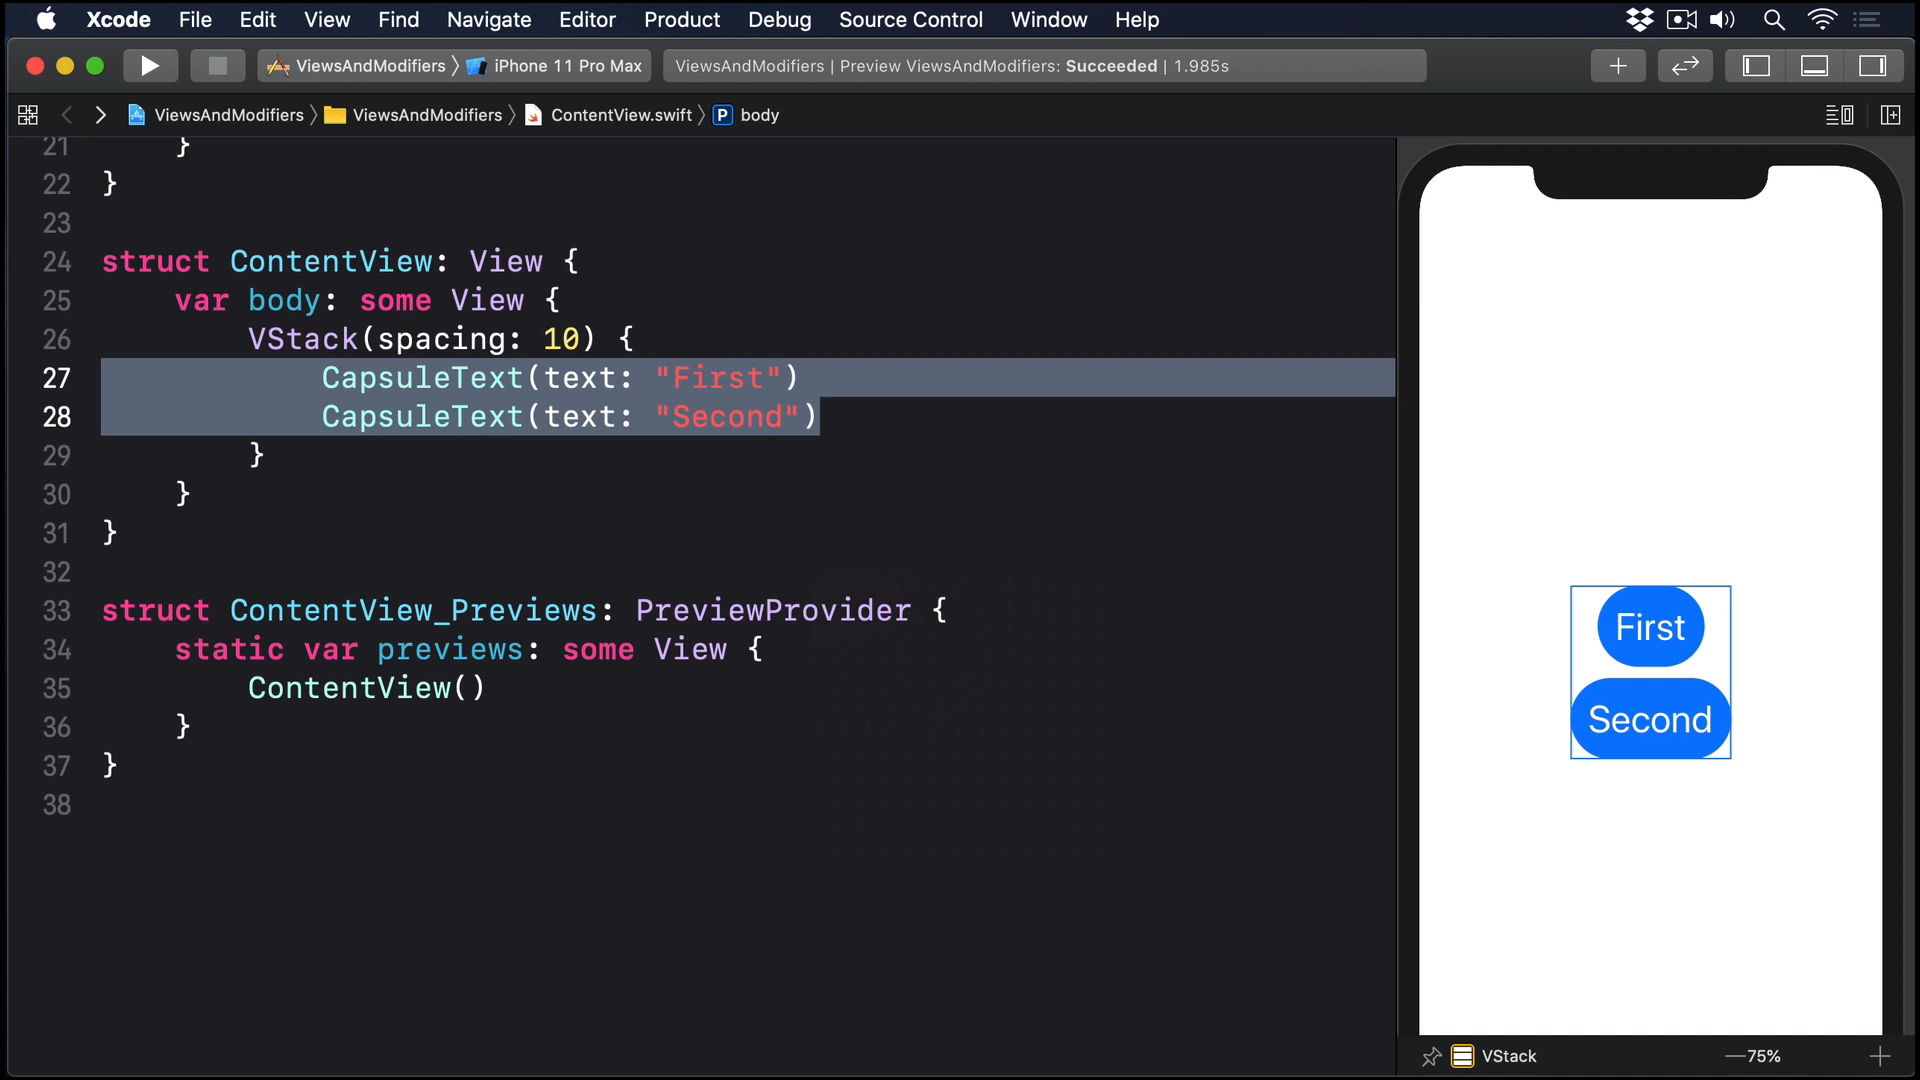 Xcode File Edit View Find Navigate Editor Product Debug Source Control Window Help
ViewsAndModifiers 〉 iPhone 11 Pro Max
ViewsAndModifiers | Preview ViewsAndModifiers: Succeeded | 1.985s
ViewsAndModifiers 〉 ViewsAndModifiers 〉 ContentView.swift 〉 P body
21 }
22 }
23
24 struct ContentView: View {
25 var body: some View {
26 VStack(spacing: 10) {
27 CapsuleText(text: "First")
28 CapsuleText(text: "Second")
29 }
30 }
31 }
32
33 struct ContentView_Previews: PreviewProvider {
34 static var previews: some View {
35 ContentView()
36 }
37 }
38
First
Second
VStack
75%